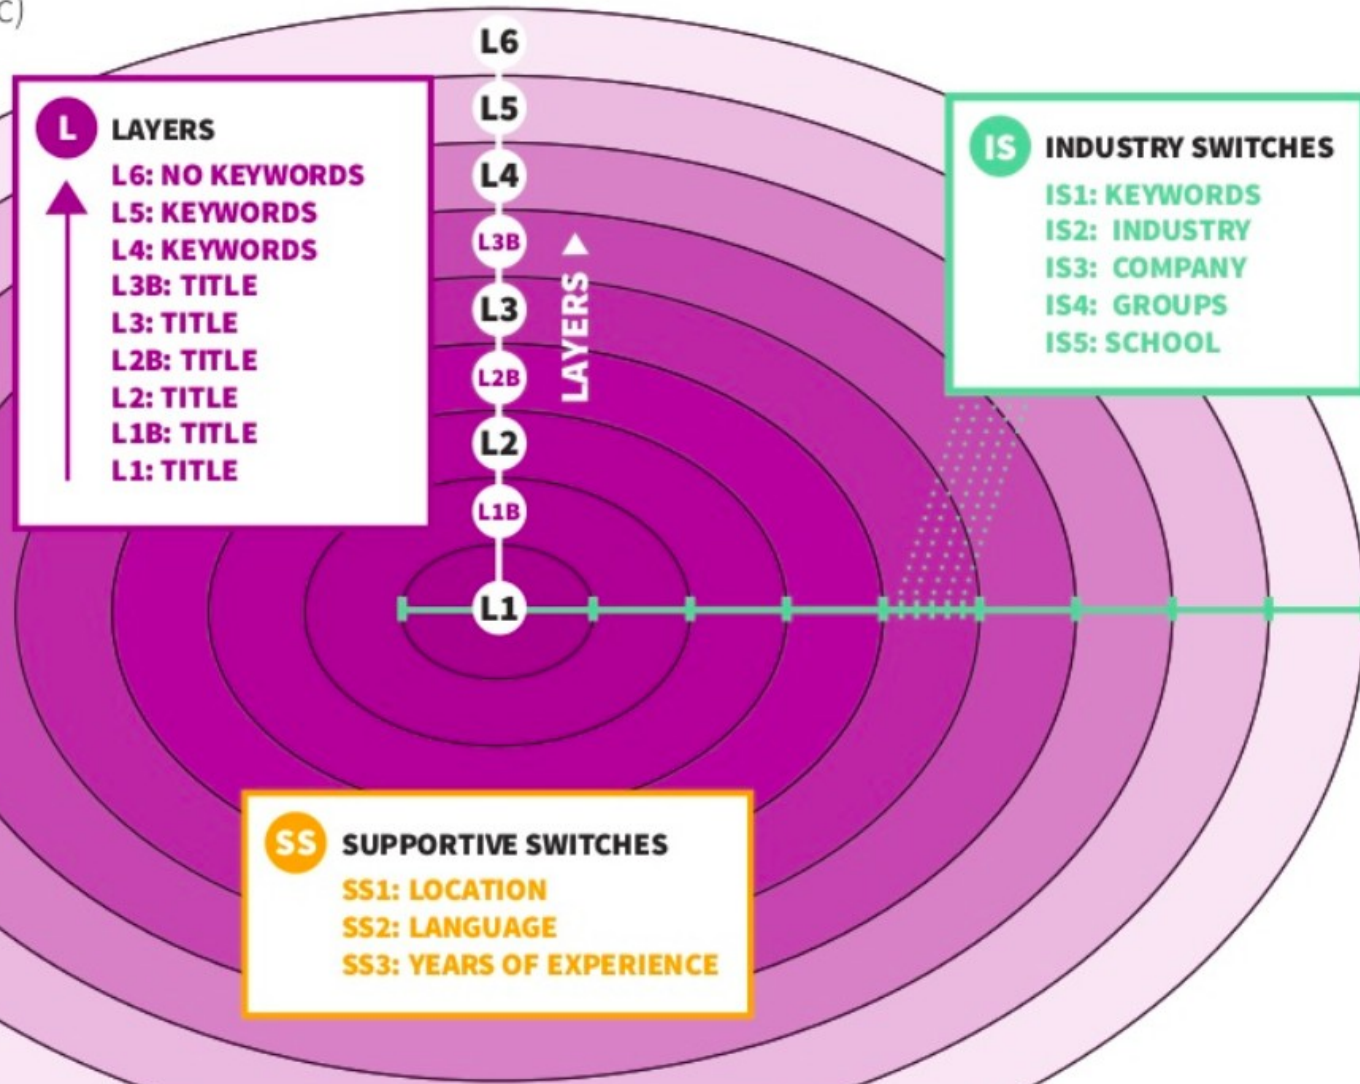 c)
L6
L5
L4
L3B
L3
L2B
L2
L1B
L1
LAYERS
L LAYERS
L6: NO KEYWORDS
L5: KEYWORDS
L4: KEYWORDS
L3B: TITLE
L3: TITLE
L2B: TITLE
L2: TITLE
L1B: TITLE
L1: TITLE
IS INDUSTRY SWITCHES
IS1: KEYWORDS
IS2: INDUSTRY
IS3: COMPANY
IS4: GROUPS
IS5: SCHOOL
SS SUPPORTIVE SWITCHES
SS1: LOCATION
SS2: LANGUAGE
SS3: YEARS OF EXPERIENCE